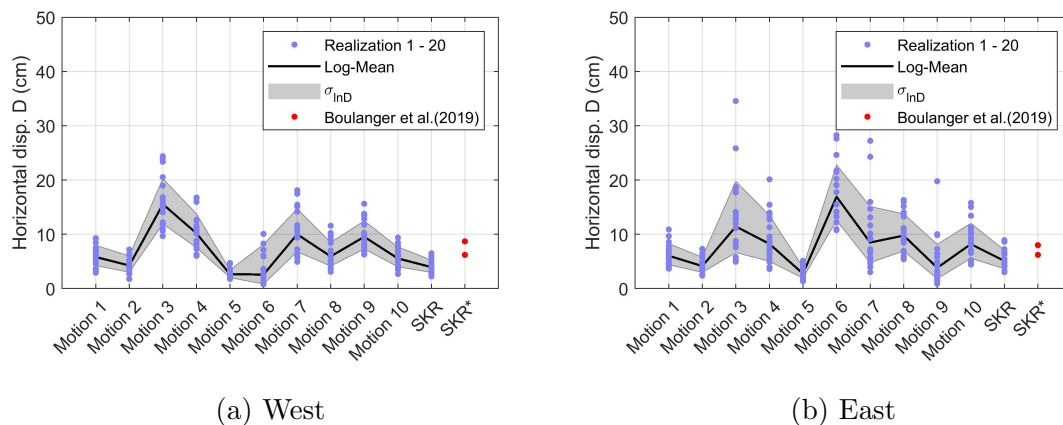 50
40
30
20
10
0
Horizontal disp. D (cm)
Realization 1 - 20
Log-Mean
σlnD
Boulanger et al.(2019)
Motion 1
Motion 2
Motion 3
Motion 4
Motion 5
Motion 6
Motion 7
Motion 8
Motion 9
Motion 10
SKR
SKR*
(a) West
50
40
30
20
10
0
Horizontal disp. D (cm)
Realization 1 - 20
Log-Mean
σlnD
Boulanger et al.(2019)
Motion 1
Motion 2
Motion 3
Motion 4
Motion 5
Motion 6
Motion 7
Motion 8
Motion 9
Motion 10
SKR
SKR*
(b) East